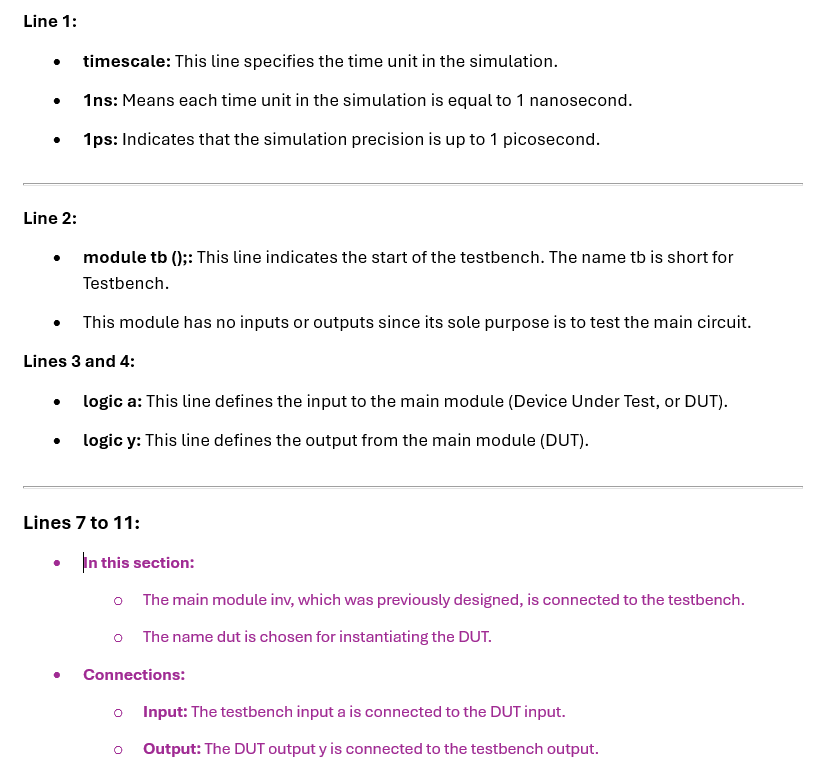 Line 1:
• timescale: This line specifies the time unit in the simulation.
• 1ns: Means each time unit in the simulation is equal to 1 nanosecond.
• 1ps: Indicates that the simulation precision is up to 1 picosecond.
Line 2:
• module tb ();: This line indicates the start of the testbench. The name tb is short for
Testbench.
• This module has no inputs or outputs since its sole purpose is to test the main circuit.
Lines 3 and 4:
• logic a: This line defines the input to the main module (Device Under Test, or DUT).
• logic y: This line defines the output from the main module (DUT).
Lines 7 to 11:
• In this section:
○ The main module inv, which was previously designed, is connected to the testbench.
○ The name dut is chosen for instantiating the DUT.
• Connections:
○ Input: The testbench input a is connected to the DUT input.
○ Output: The DUT output y is connected to the testbench output.